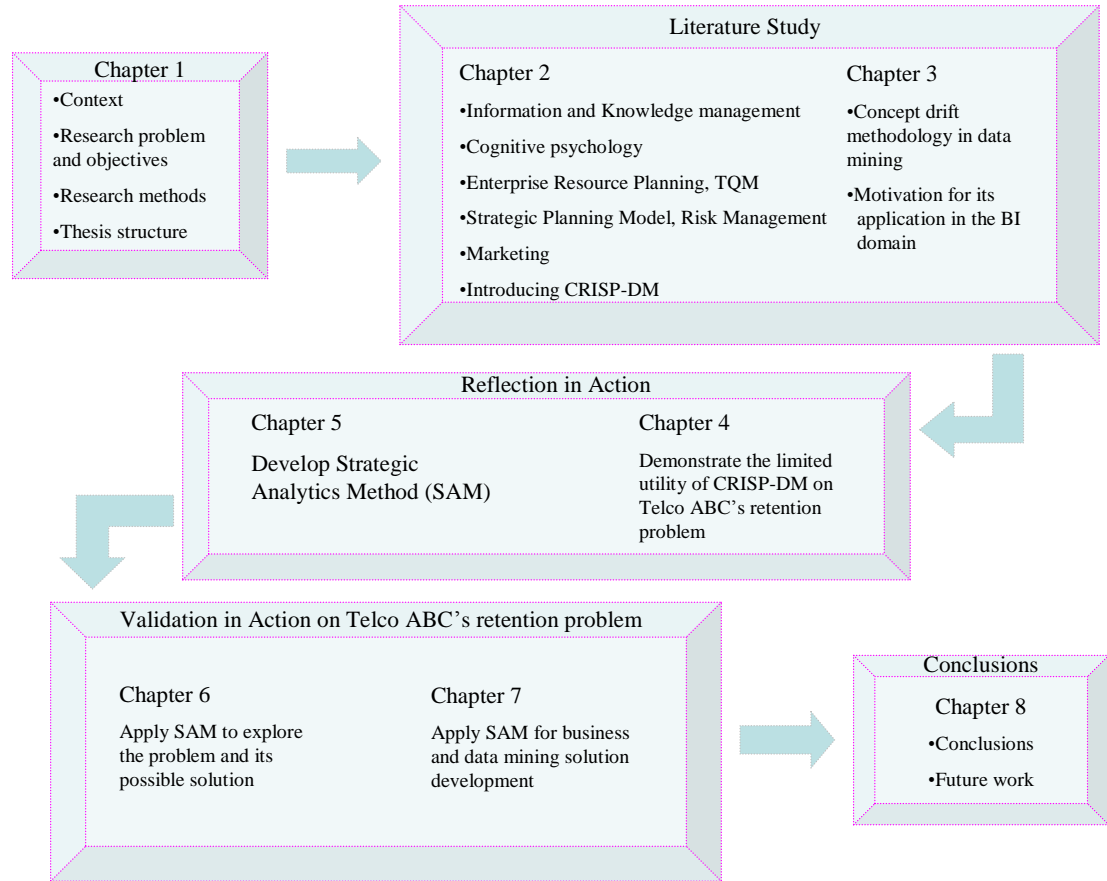 Chapter 1
•Context
•Research problem
and objectives
•Research methods
•Thesis structure
Literature Study
Chapter 2
•Information and Knowledge management
•Cognitive psychology
•Enterprise Resource Planning, TQM
•Strategic Planning Model, Risk Management
•Marketing
•Introducing CRISP-DM
Chapter 3
•Concept drift
methodology in data
mining
•Motivation for its
application in the BI
domain
Reflection in Action
Chapter 5
Develop Strategic
Analytics Method (SAM)
Chapter 4
Demonstrate the limited
utility of CRISP-DM on
Telco ABC’s retention
problem
Validation in Action on Telco ABC’s retention problem
Chapter 6
Apply SAM to explore
the problem and its
possible solution
Chapter 7
Apply SAM for business
and data mining solution
development
Conclusions
Chapter 8
•Conclusions
•Future work